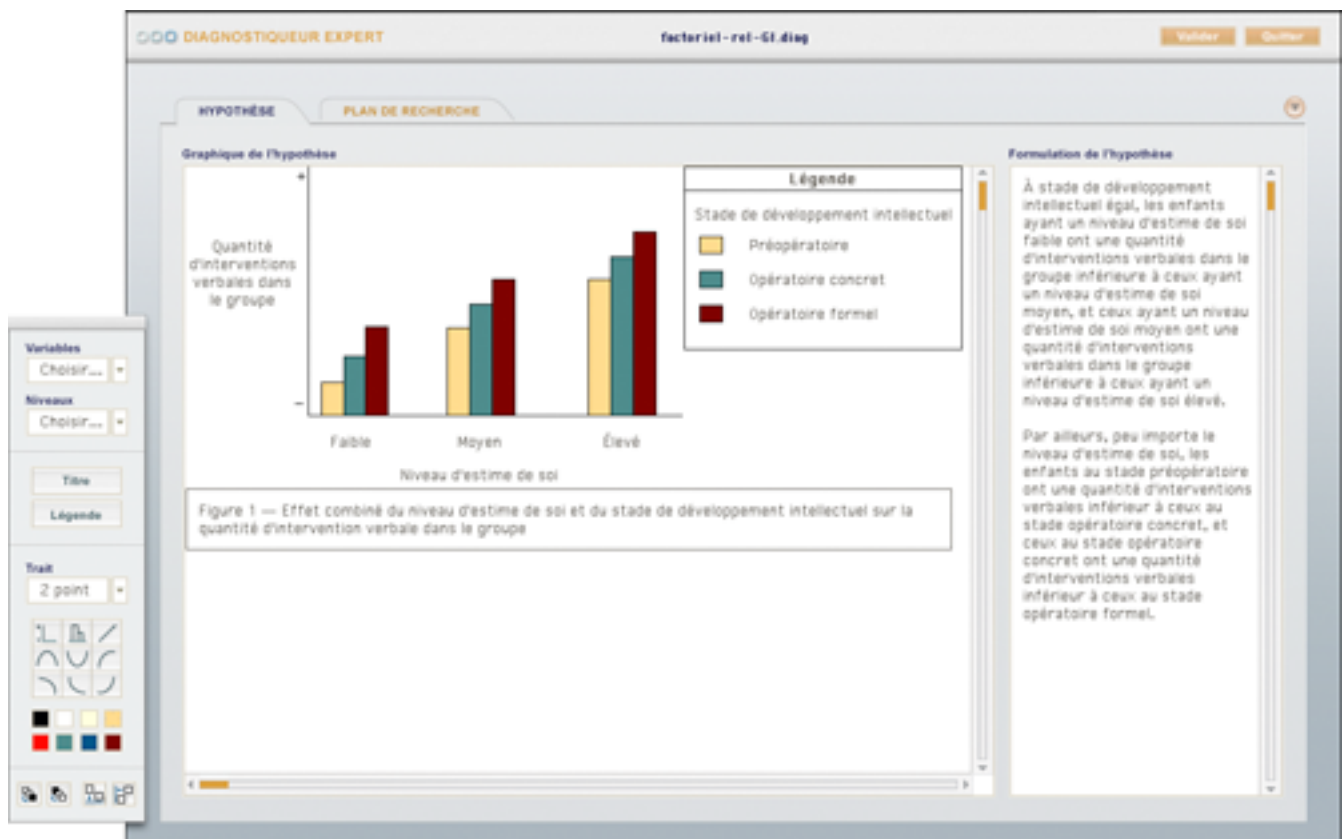 DIAGNOSTIQUEUR EXPERT
factoriel-rel-GI.diag
Valider
Quitter
HYPOTHÈSE
PLAN DE RECHERCHE
Graphique de l'hypothèse
+
Quantité
d'interventions
verbales dans
le groupe
–
Faible
Moyen
Élevé
Niveau d'estime de soi
Légende
Stade de développement intellectuel
Préopératoire
Opératoire concret
Opératoire formel
Figure 1 — Effet combiné du niveau d'estime de soi et du stade de développement intellectuel sur la
quantité d'intervention verbale dans le groupe
Formulation de l'hypothèse
À stade de développement
intellectuel égal, les enfants
ayant un niveau d'estime de soi
faible ont une quantité
d'interventions verbales dans le
groupe inférieure à ceux ayant
un niveau d'estime de soi
moyen, et ceux ayant un niveau
d'estime de soi moyen ont une
quantité d'interventions
verbales dans le groupe
inférieure à ceux ayant un
niveau d'estime de soi élevé.
Par ailleurs, peu importe le
niveau d'estime de soi, les
enfants au stade préopératoire
ont une quantité d'interventions
verbales inférieur à ceux au
stade opératoire concret, et
ceux au stade opératoire
concret ont une quantité
d'interventions verbales
inférieur à ceux au stade
opératoire formel.
Variables
Choisir...
Niveaux
Choisir...
Titre
Légende
Trait
2 point